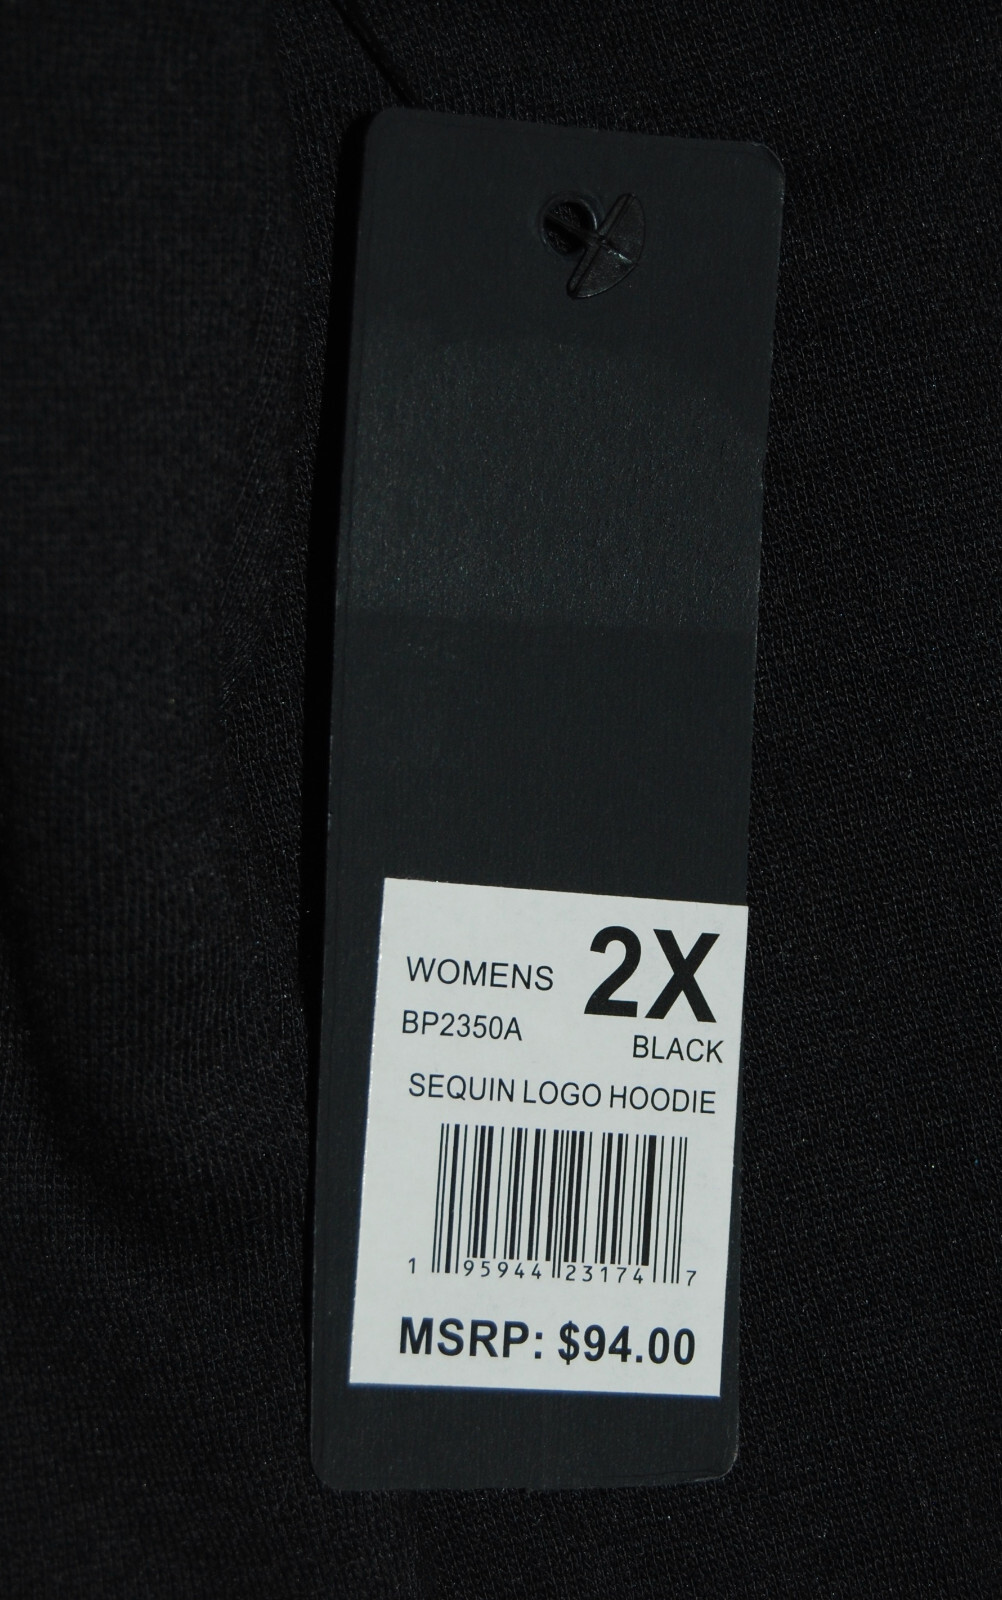 WOMENS 2X
BP2350A
BLACK
SEQUIN LOGO HOODIE
1 95944 23174 7
MSRP: $94.00